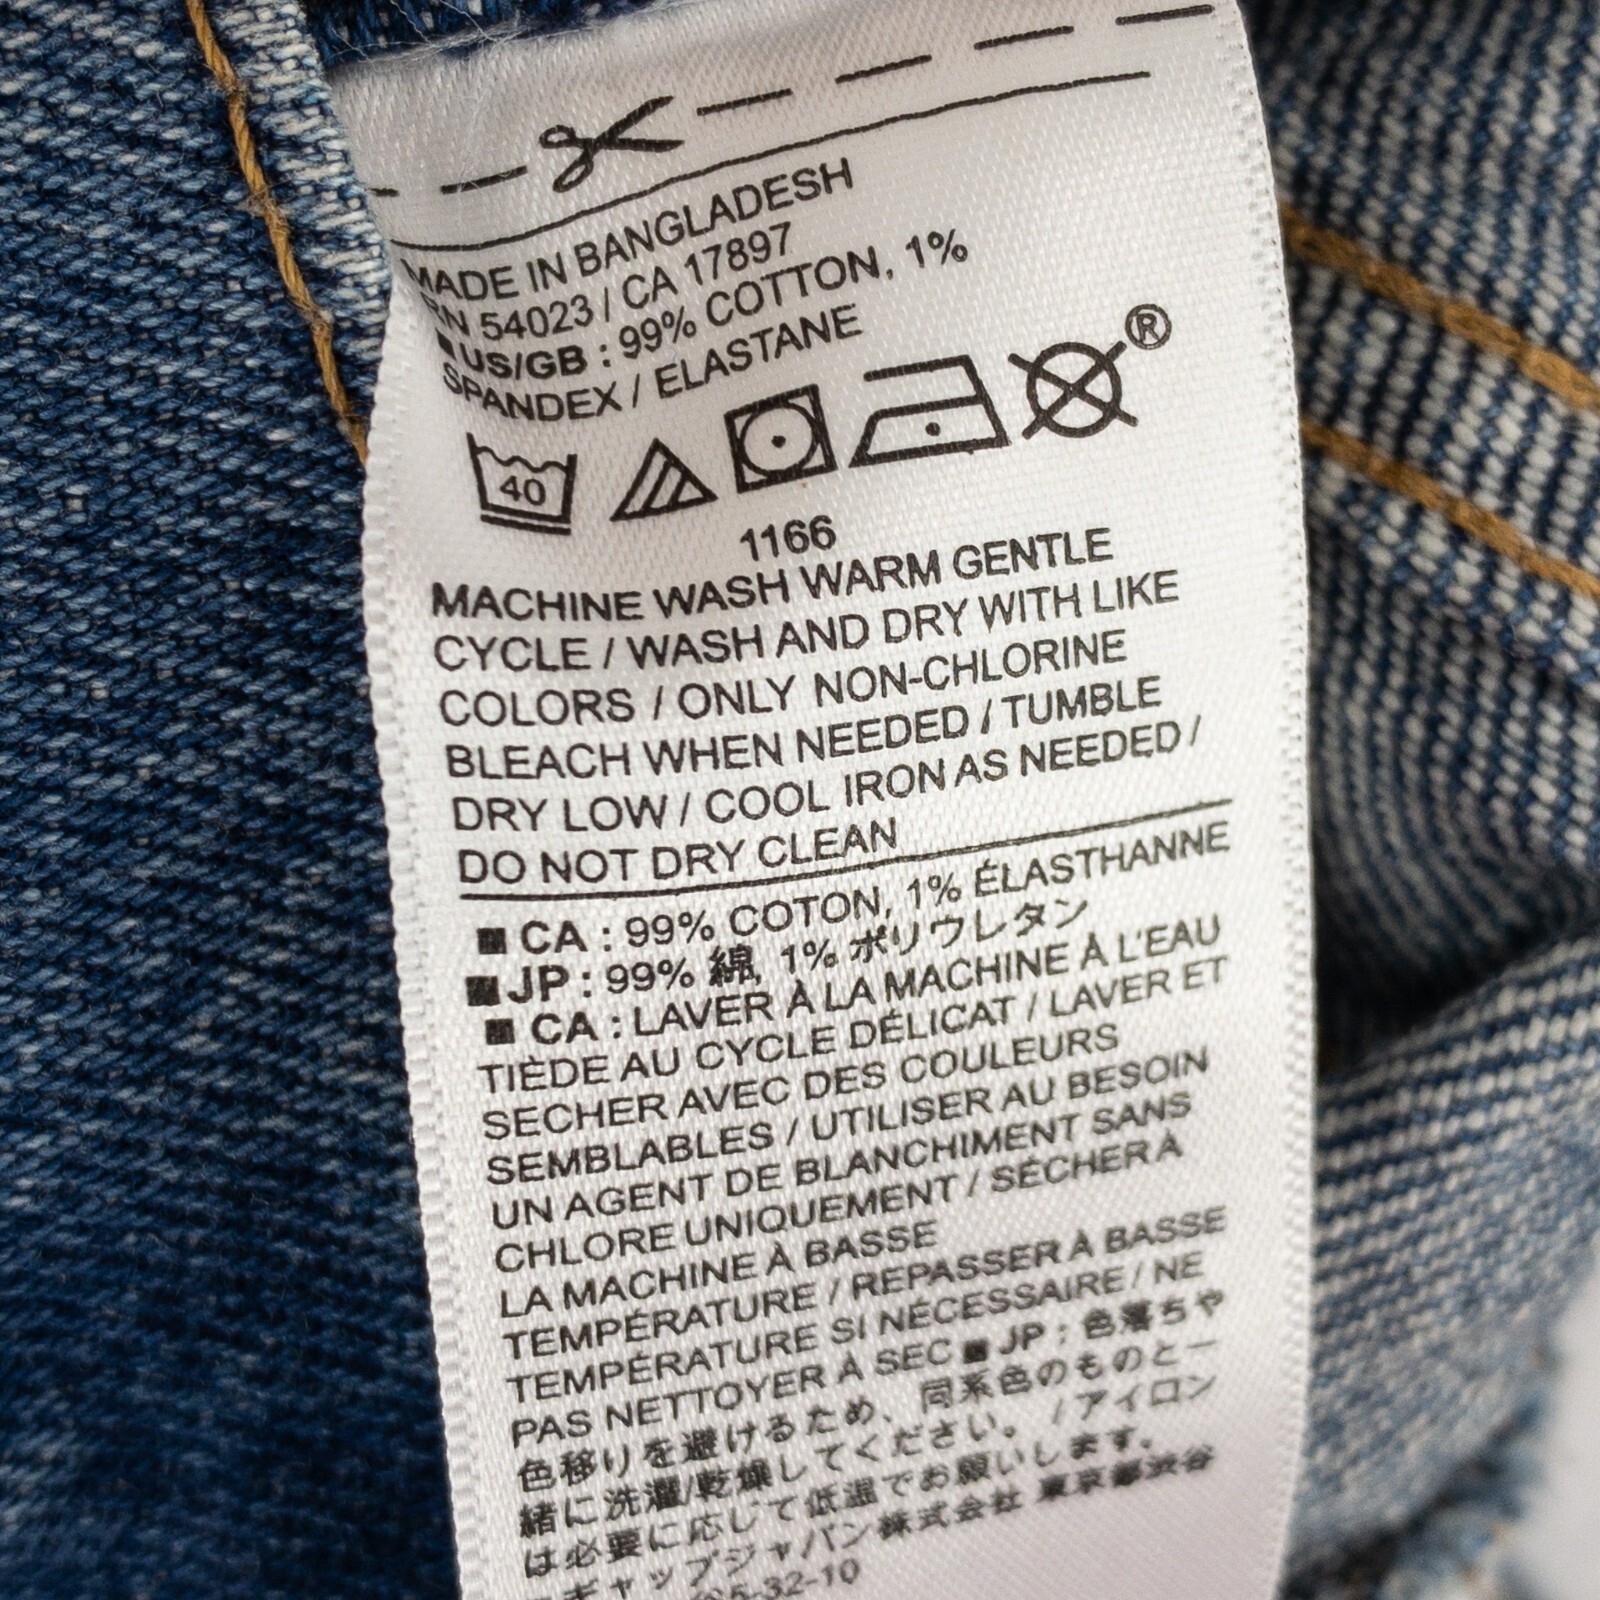 MADE IN BANGLADESH
RN 54023 / CA 17897
■ US/GB : 99% COTTON, 1%
SPANDEX / ELASTANE
40
®
1166
MACHINE WASH WARM GENTLE
CYCLE / WASH AND DRY WITH LIKE
COLORS / ONLY NON-CHLORINE
BLEACH WHEN NEEDED / TUMBLE
DRY LOW / COOL IRON AS NEEDED /
DO NOT DRY CLEAN
■ CA : 99% COTON, 1% ÉLASTHANNE
■ JP : 99% 綿, 1% ポリウレタン
■ CA : LAVER À LA MACHINE À L'EAU
TIÈDE AU CYCLE DÉLICAT / LAVER ET
SECHER AVEC DES COULEURS
SEMBLABLES / UTILISER AU BESOIN
UN AGENT DE BLANCHIMENT SANS
CHLORE UNIQUEMENT / SÉCHER À
LA MACHINE À BASSE
TEMPÉRATURE / REPASSER À BASSE
TEMPÉRATURE SI NÉCESSAIRE / NE
PAS NETTOYER À SEC ■ JP : 色落ちや
色移りを避けるため、同系色のものと一
緒に洗濯/乾燥してください。 / アイロン
は必要に応じて低温でお願いします。
ギャップジャパン株式会社 東京都渋谷
5-32-10